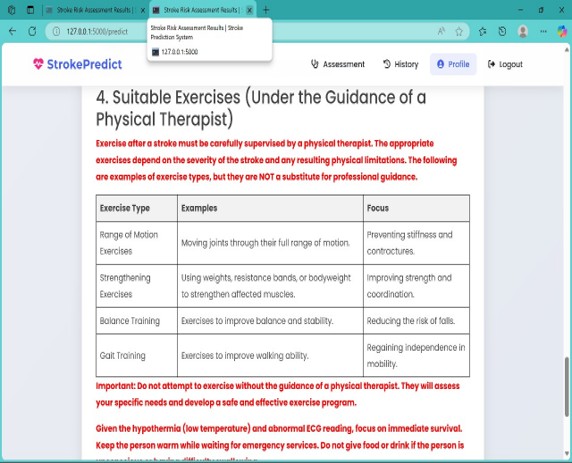 Stroke Risk Assessment Results |
Stroke Risk Assessment Results |
127.0.0.1:5000/predict
Stroke Risk Assessment Results | Stroke
Prediction System
127.0.0.1:5000
StrokePredict
Assessment
History
Profile
Logout
4. Suitable Exercises (Under the Guidance of a
Physical Therapist)
Exercise after a stroke must be carefully supervised by a physical therapist. The appropriate
exercises depend on the severity of the stroke and any resulting physical limitations. The following
are examples of exercise types, but they are NOT a substitute for professional guidance.
Exercise Type Examples Focus
Range of Motion
Exercises
Moving joints through their full range of motion.
Preventing stiffness and
contractures.
Strengthening
Exercises
Using weights, resistance bands, or bodyweight
to strengthen affected muscles.
Improving strength and
coordination.
Balance Training Exercises to improve balance and stability. Reducing the risk of falls.
Gait Training Exercises to improve walking ability.
Regaining independence in
mobility.
Important: Do not attempt to exercise without the guidance of a physical therapist. They will assess
your specific needs and develop a safe and effective exercise program.
Given the hypothermia (low temperature) and abnormal ECG reading, focus on immediate survival.
Keep the person warm while waiting for emergency services. Do not give food or drink if the person is